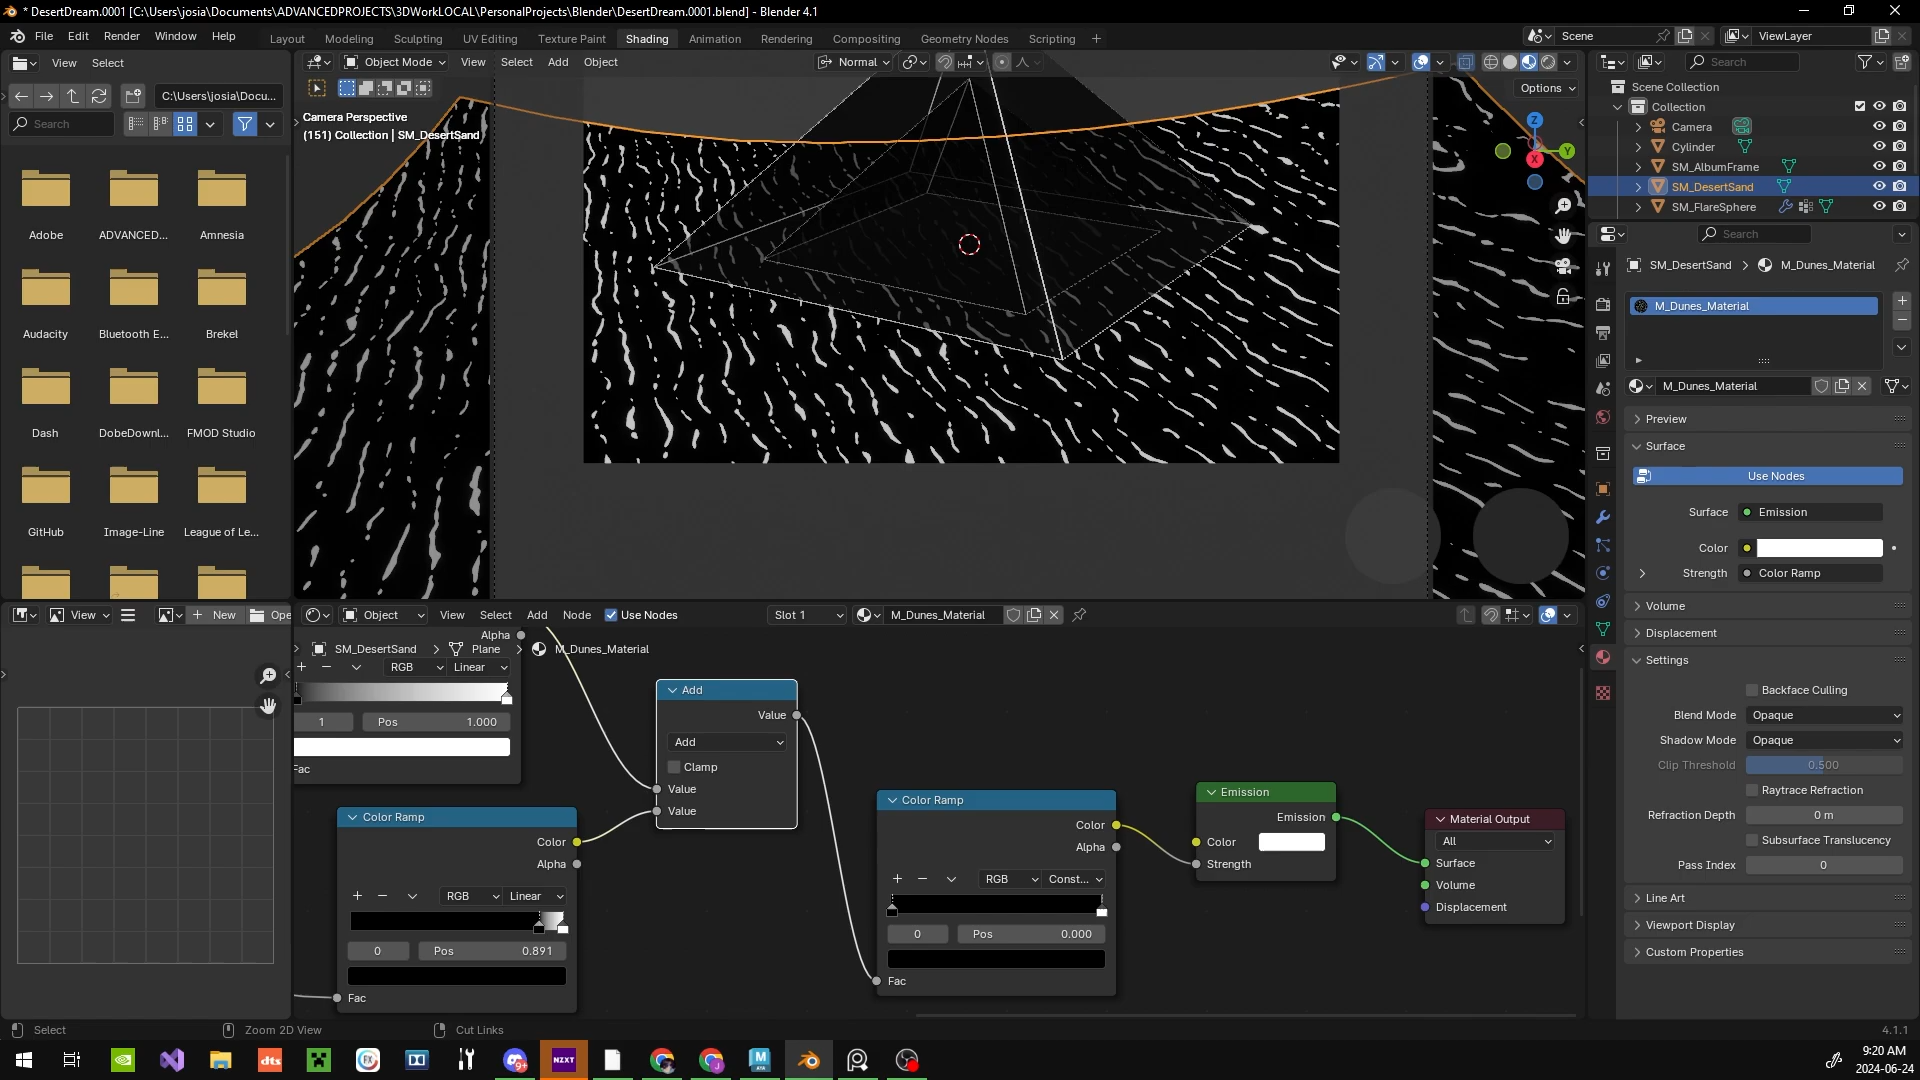 * DesertDream.0001 [C:\Users\josia\Documents\ADVANCEDPROJECTS\3DWorkLOCAL\PersonalProjects\Blender\DesertDream.0001.blend] - Blender 4.1
File Edit Render Window Help
Layout Modeling Sculpting UV Editing Texture Paint Shading Animation Rendering Compositing Geometry Nodes Scripting
Scene
ViewLayer
View Select
C:\Users\josia\Docu...
Search
Adobe
ADVANCED...
Amnesia
Audacity
Bluetooth E...
Brekel
Dash
DobeDownl...
FMOD Studio
GitHub
Image-Line
League of Le...
Object Mode View Select Add Object
Normal
Options
Camera Perspective
(151) Collection | SM_DesertSand
Z
Y
X
Search
Scene Collection
Collection
Camera
Cylinder
SM_AlbumFrame
SM_DesertSand
SM_FlareSphere
Search
SM_DesertSand > M_Dunes_Material
M_Dunes_Material
M_Dunes_Material
Preview
Surface
Use Nodes
Surface Emission
Color
Strength Color Ramp
Volume
Displacement
Settings
Backface Culling
Blend Mode Opaque
Shadow Mode Opaque
Clip Threshold 0.500
Raytrace Refraction
Refraction Depth 0 m
Subsurface Translucency
Pass Index 0
Line Art
Viewport Display
Custom Properties
View
New
Ope
Object View Select Add Node Use Nodes
Slot 1
M_Dunes_Material
Alpha
SM_DesertSand > Plane > M_Dunes_Material
RGB Linear
1 Pos 1.000
Fac
Color Ramp
Color
Alpha
RGB Linear
0 Pos 0.891
Fac
Add
Value
Add
Clamp
Value
Value
Color Ramp
Color
Alpha
RGB Const...
0 Pos 0.000
Fac
Emission
Emission
Color
Strength
Material Output
All
Surface
Volume
Displacement
Select
Zoom 2D View
Cut Links
4.1.1
dts
FX
NZXT
9+
M
9:20 AM
2024-06-24